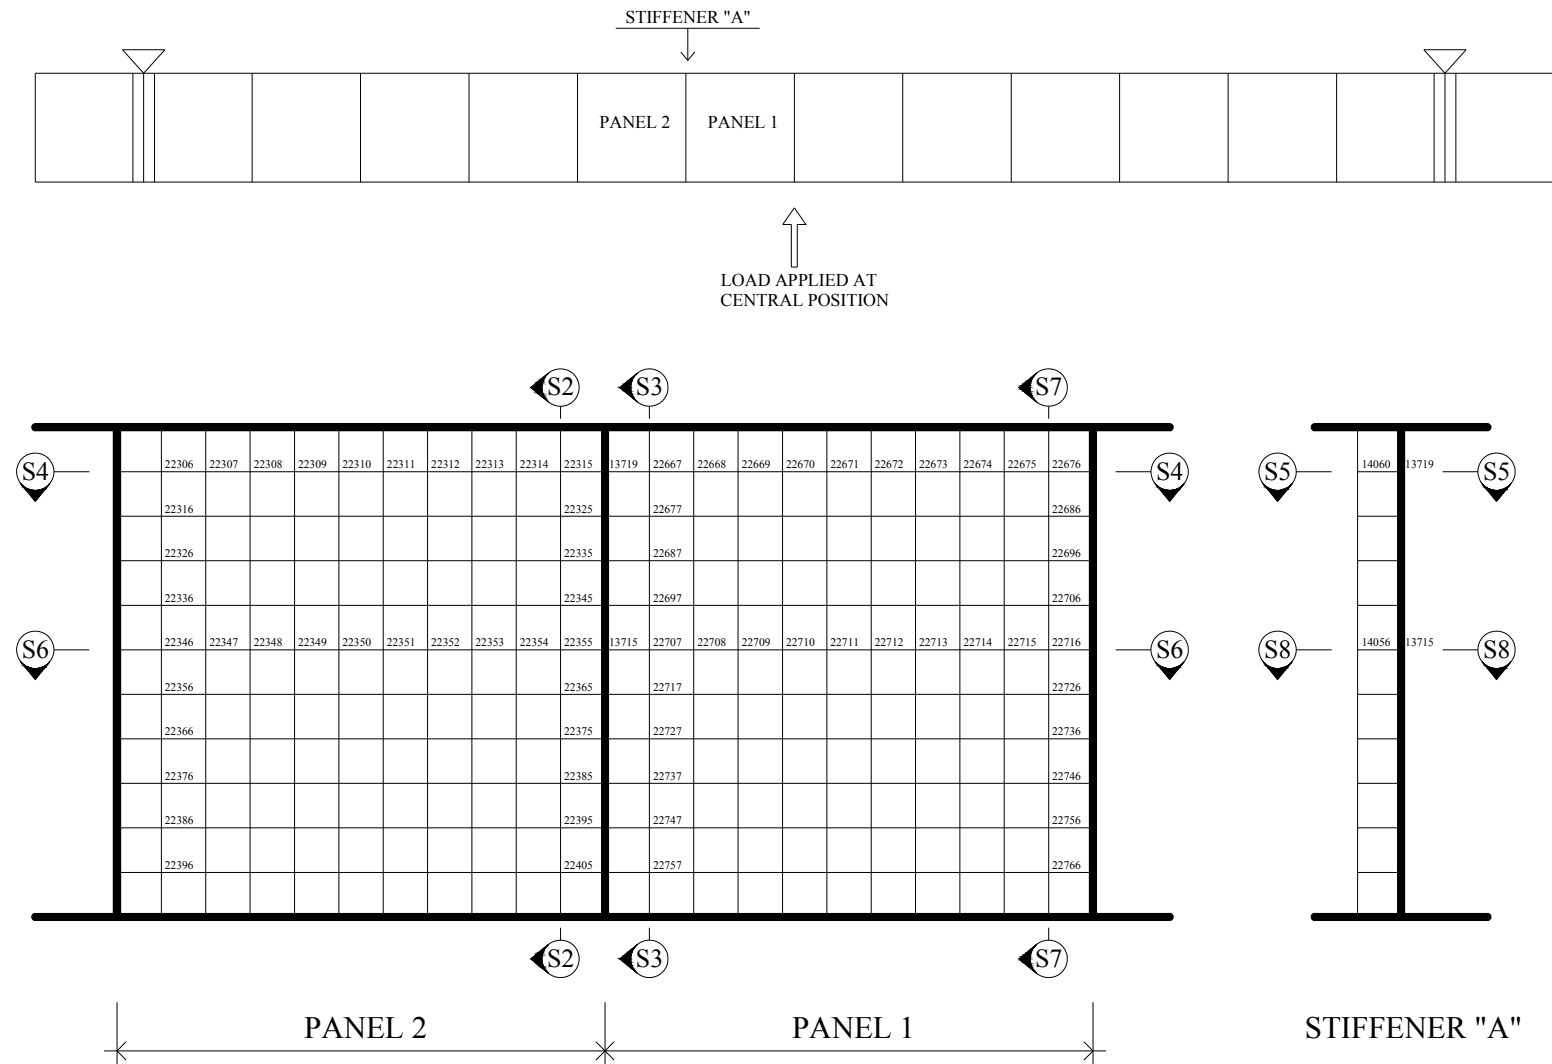 STIFFENER "A"
PANEL 2 PANEL 1
LOAD APPLIED AT
CENTRAL POSITION
S2 S3 S7
S4 22306 22307 22308 22309 22310 22311 22312 22313 22314 22315 13719 22667 22668 22669 22670 22671 22672 22673 22674 22675 22676 S4 S5 14060 13719 S5
22316 22325 22677 22686
22326 22335 22687 22696
22336 22345 22697 22706
S6 22346 22347 22348 22349 22350 22351 22352 22353 22354 22355 13715 22707 22708 22709 22710 22711 22712 22713 22714 22715 22716 S6 S8 14056 13715 S8
22356 22365 22717 22726
22366 22375 22727 22736
22376 22385 22737 22746
22386 22395 22747 22756
22396 22405 22757 22766
S2 S3 S7
PANEL 2 PANEL 1 STIFFENER "A"